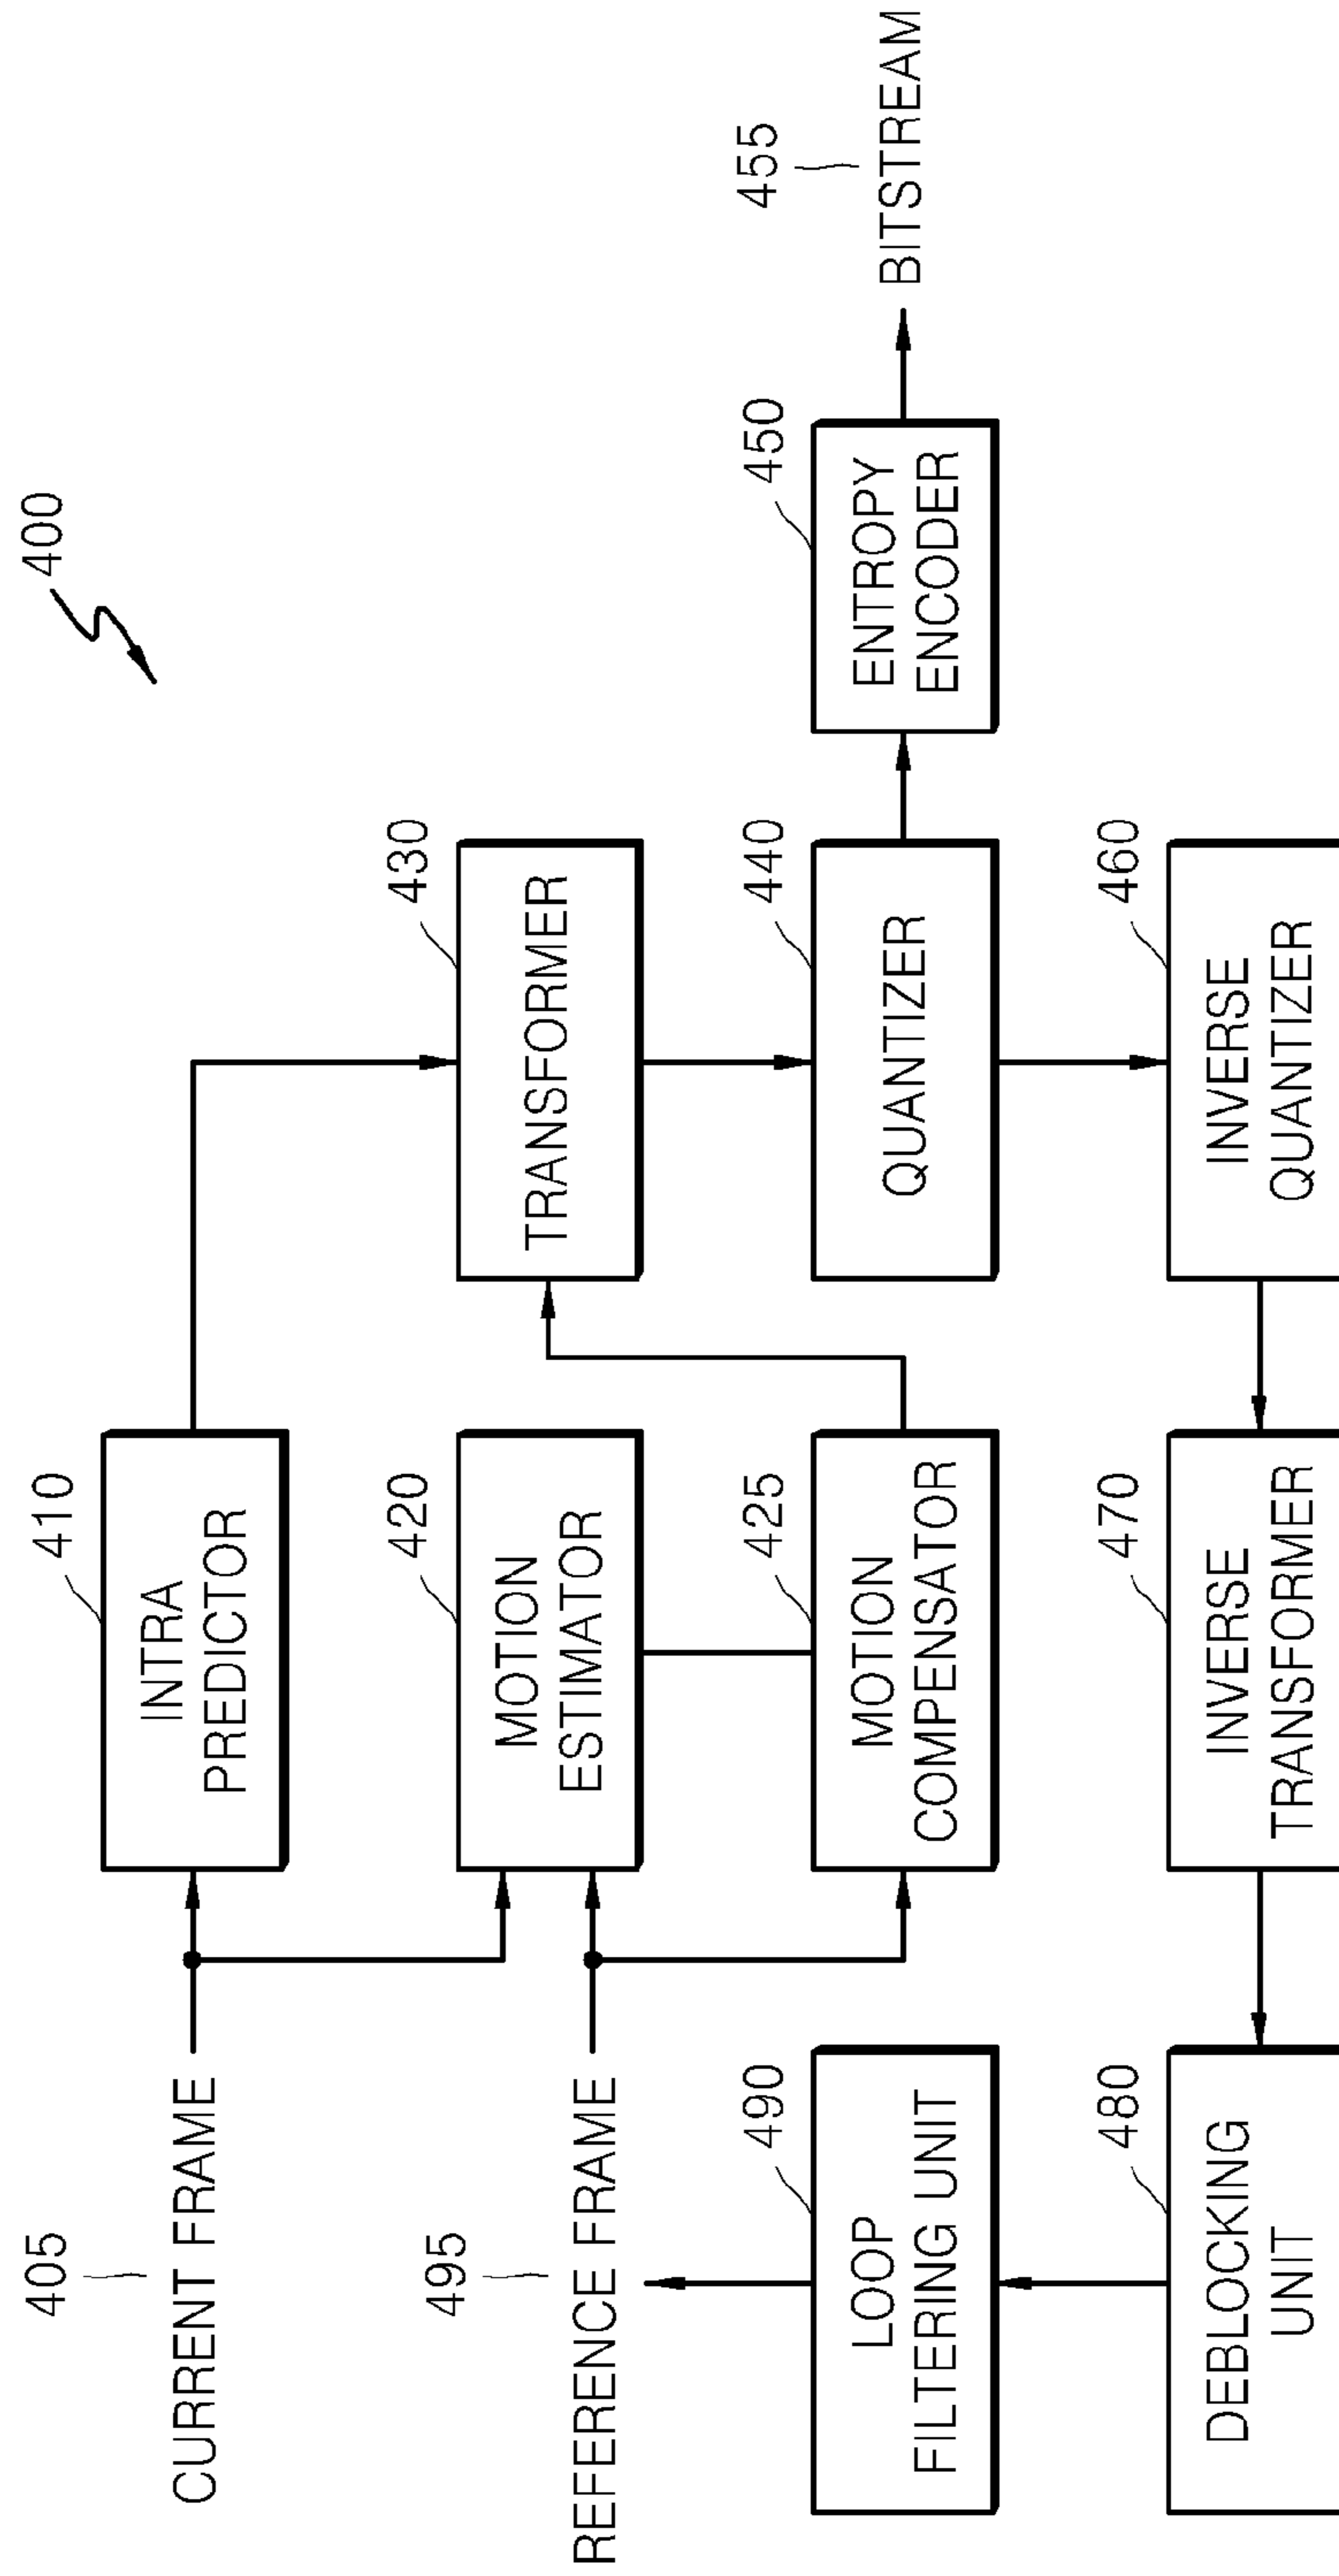 400
405
CURRENT FRAME
410
INTRA
PREDICTOR
495
REFERENCE FRAME
420
MOTION
ESTIMATOR
430
TRANSFORMER
490
LOOP
FILTERING UNIT
425
MOTION
COMPENSATOR
440
QUANTIZER
450
ENTROPY
ENCODER
455
BITSTREAM
480
DEBLOCKING
UNIT
470
INVERSE
TRANSFORMER
460
INVERSE
QUANTIZER